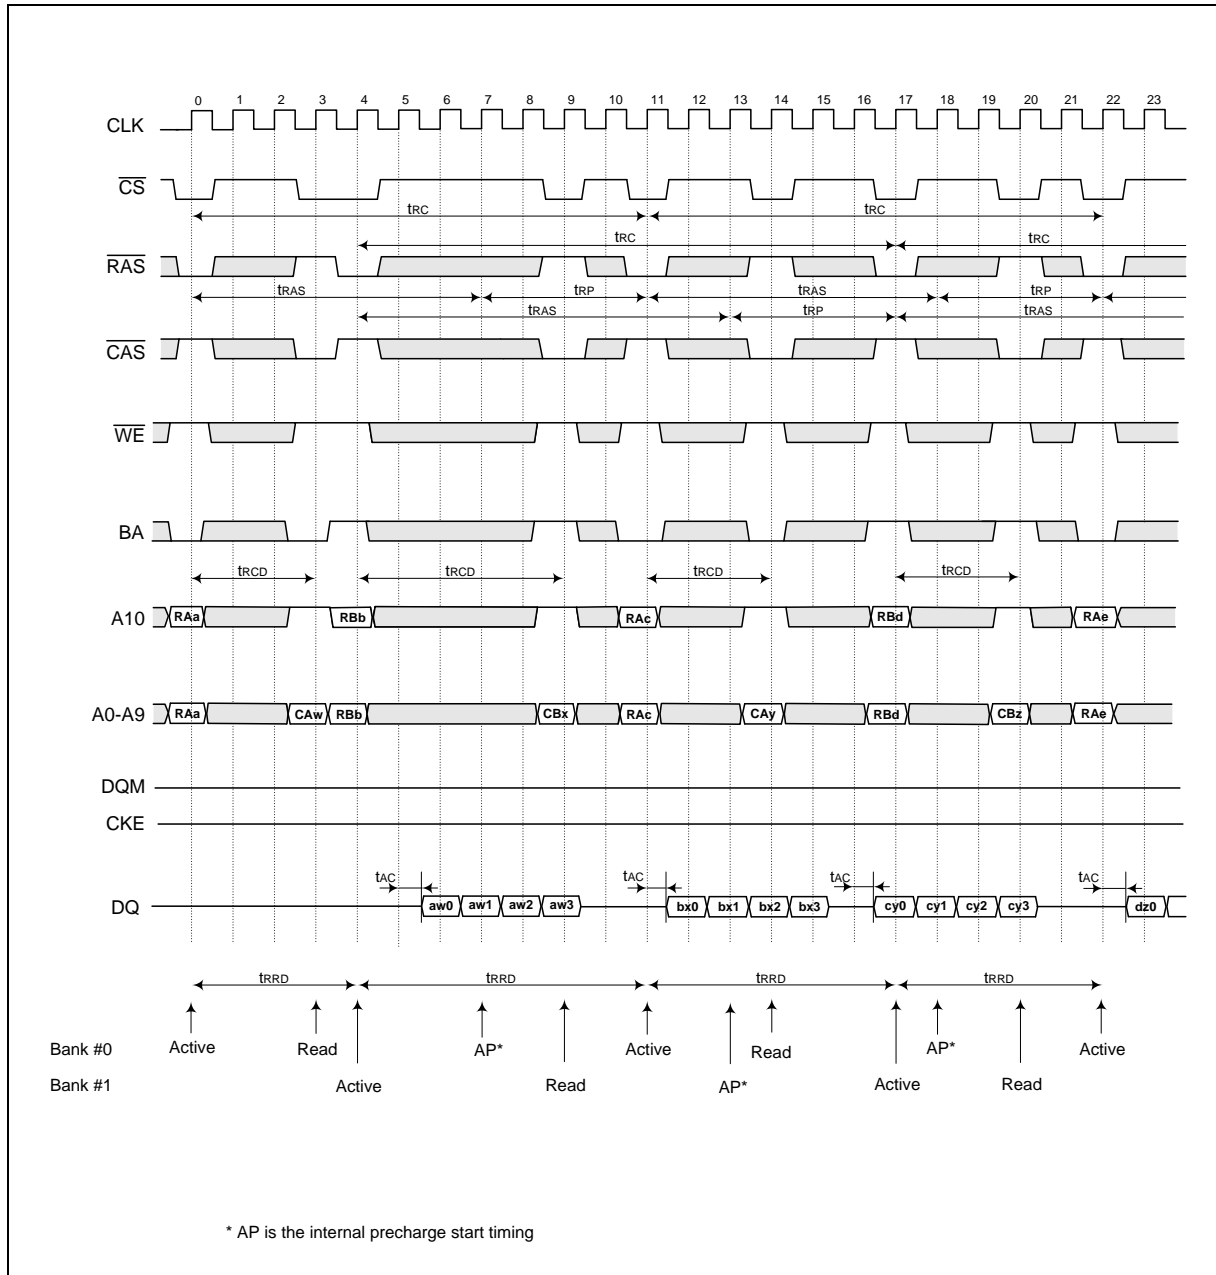 0 1 2 3 4 5 6 7 8 9 10 11 12 13 14 15 16 17 18 19 20 21 22 23
CLK
CS
tRC tRC
tRC tRC
RAS
tRAS tRP tRAS tRP
tRAS tRP tRAS
CAS
WE
BA
tRCD tRCD tRCD tRCD
A10 RAa RBb RAc RBd RAe
A0-A9 RAa CAw RBb CBx RAc CAy RBd CBz RAe
DQM
CKE
tAC tAC tAC tAC
DQ aw0 aw1 aw2 aw3 bx0 bx1 bx2 bx3 cy0 cy1 cy2 cy3 dz0
tRRD tRRD tRRD tRRD
Bank #0 Active Read AP* Active Read AP* Active
Bank #1 Active Read AP* Active Read
* AP is the internal precharge start timing